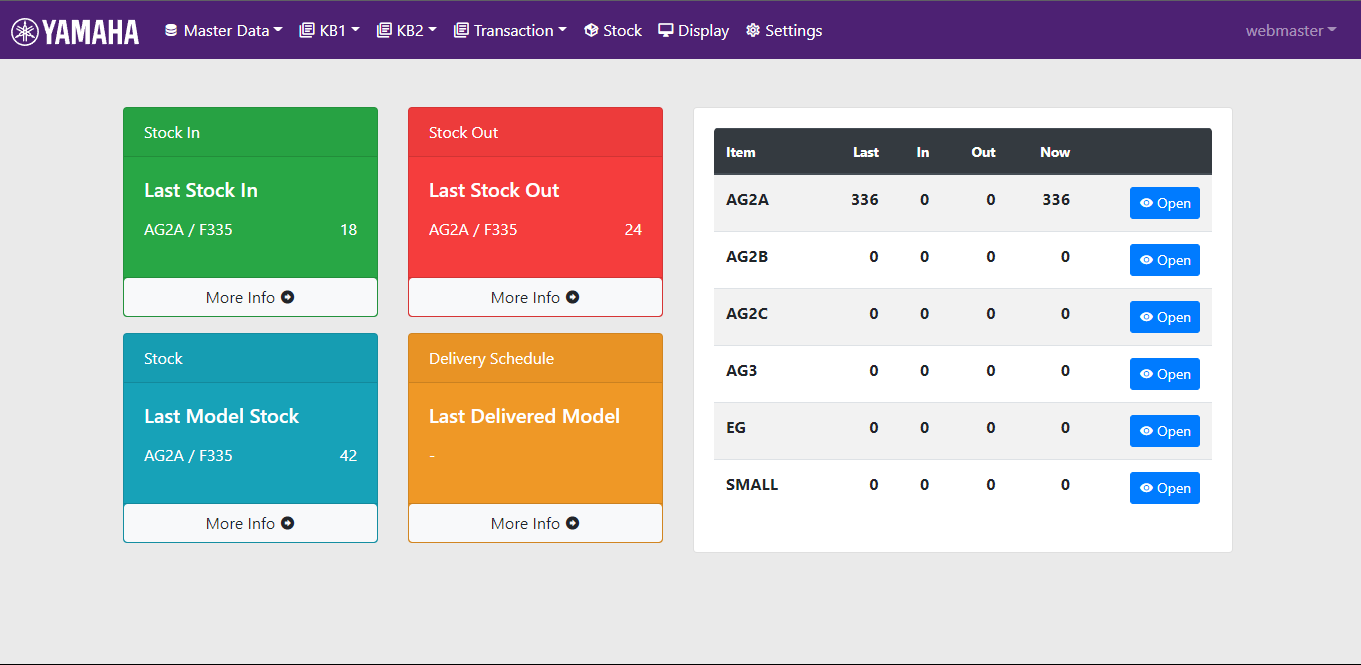 YAMAHA Master Data KB1 KB2 Transaction Stock Display Settings webmaster
Stock In
Last Stock In
AG2A / F335 18
More Info
Stock Out
Last Stock Out
AG2A / F335 24
More Info
Stock
Last Model Stock
AG2A / F335 42
More Info
Delivery Schedule
Last Delivered Model
-
More Info
Item Last In Out Now
AG2A 336 0 0 336 Open
AG2B 0 0 0 0 Open
AG2C 0 0 0 0 Open
AG3 0 0 0 0 Open
EG 0 0 0 0 Open
SMALL 0 0 0 0 Open